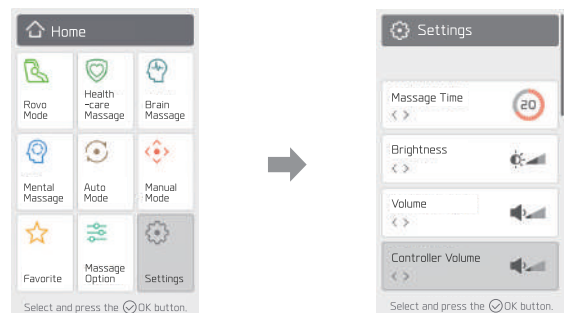 Home
Rovo
Mode
Health
-care
Massage
Brain
Massage
Mental
Massage
Auto
Mode
Manual
Mode
Favorite
Massage
Option
Settings
Select and press the OK button.
Settings
Massage Time
< >
20
Brightness
< >
Volume
< >
Controller Volume
< >
Select and press the OK button.